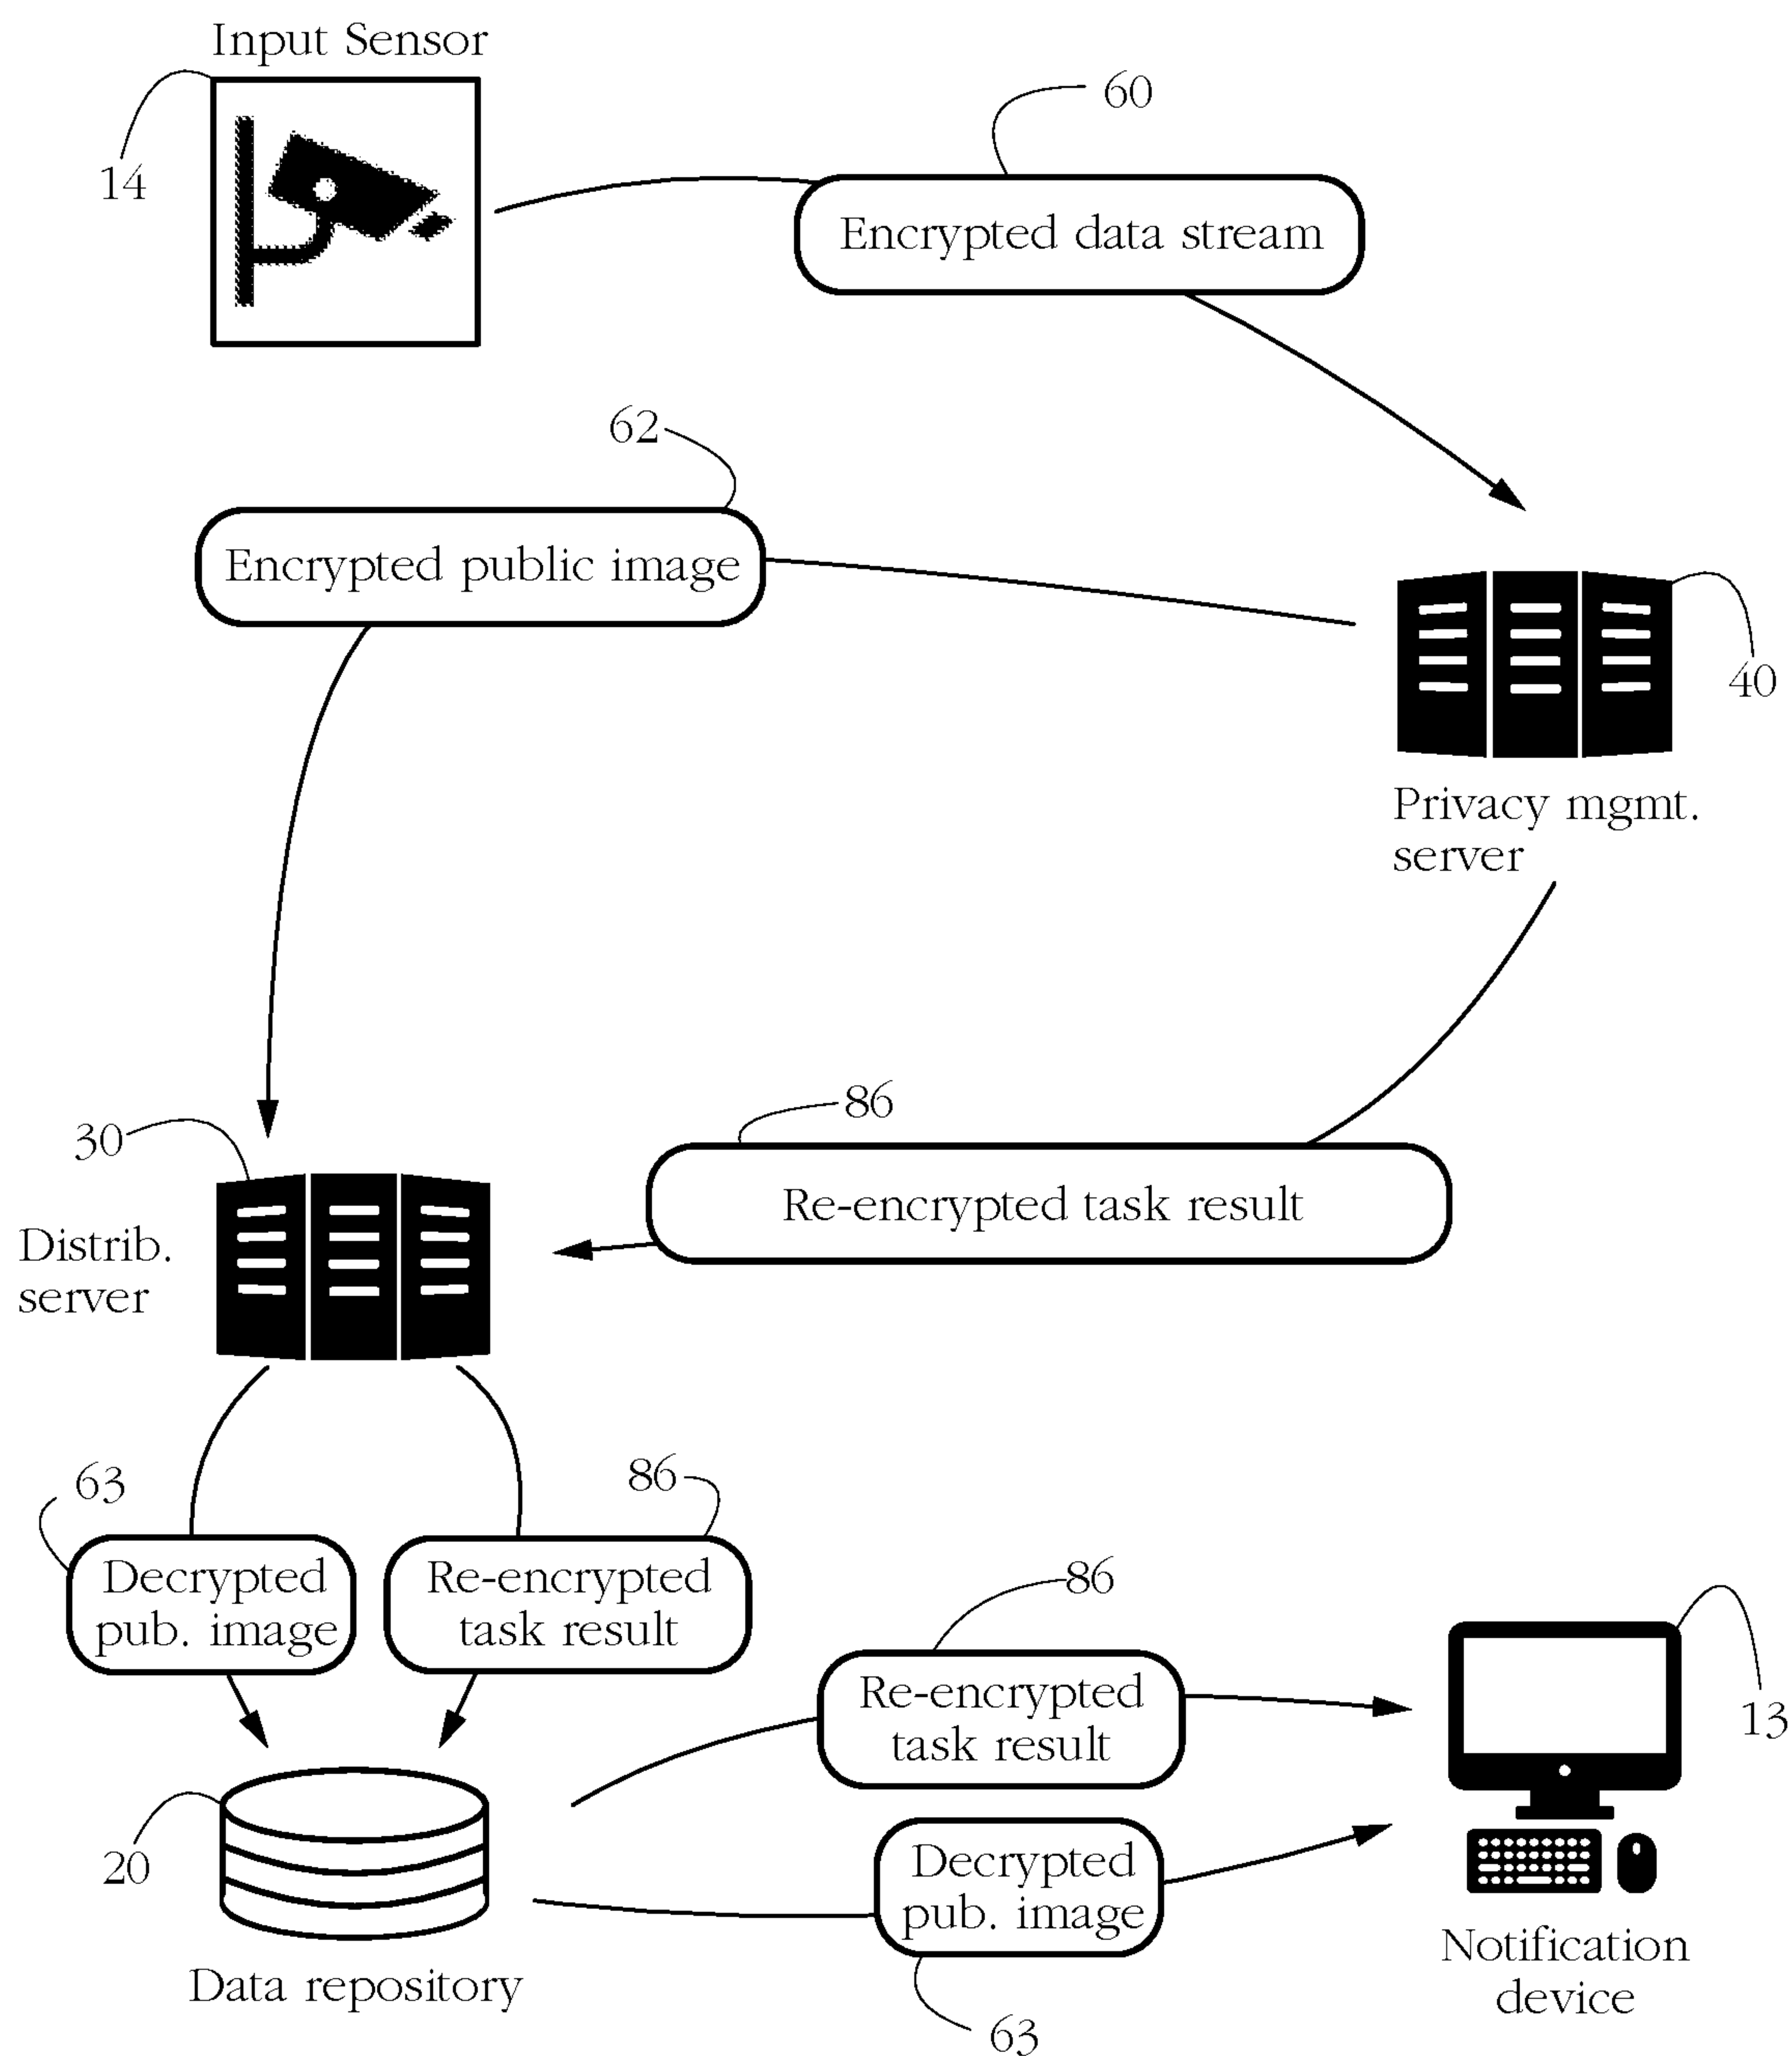 Input Sensor
14
60
Encrypted data stream
62
Encrypted public image
40
Privacy mgmt.
server
86
30
Re-encrypted task result
Distrib.
server
63
86
Decrypted
pub. image
Re-encrypted
task result
86
Re-encrypted
task result
13
20
Decrypted
pub. image
Data repository
Notification
device
63